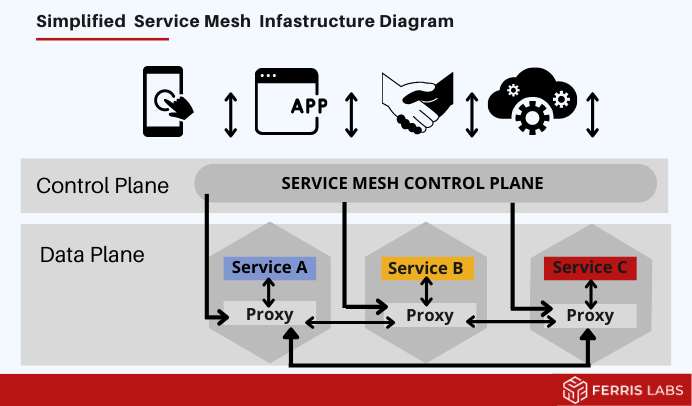 Simplified Service Mesh Infastructure Diagram
APP
Control Plane
SERVICE MESH CONTROL PLANE
Data Plane
Service A
Service B
Service C
Proxy
Proxy
Proxy
FERRIS LABS